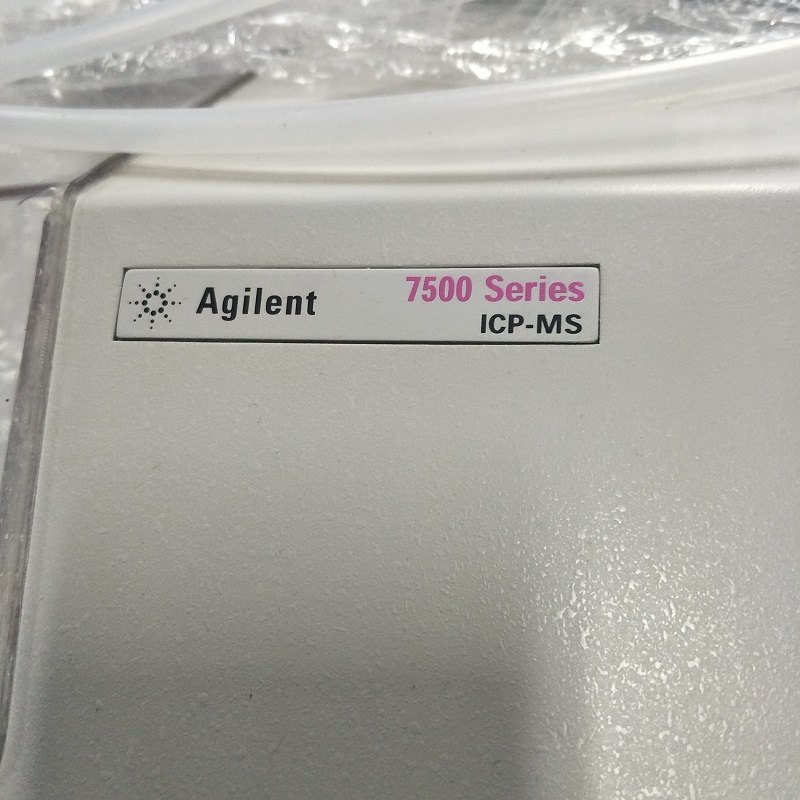 Agilent
7500 Series
ICP-MS